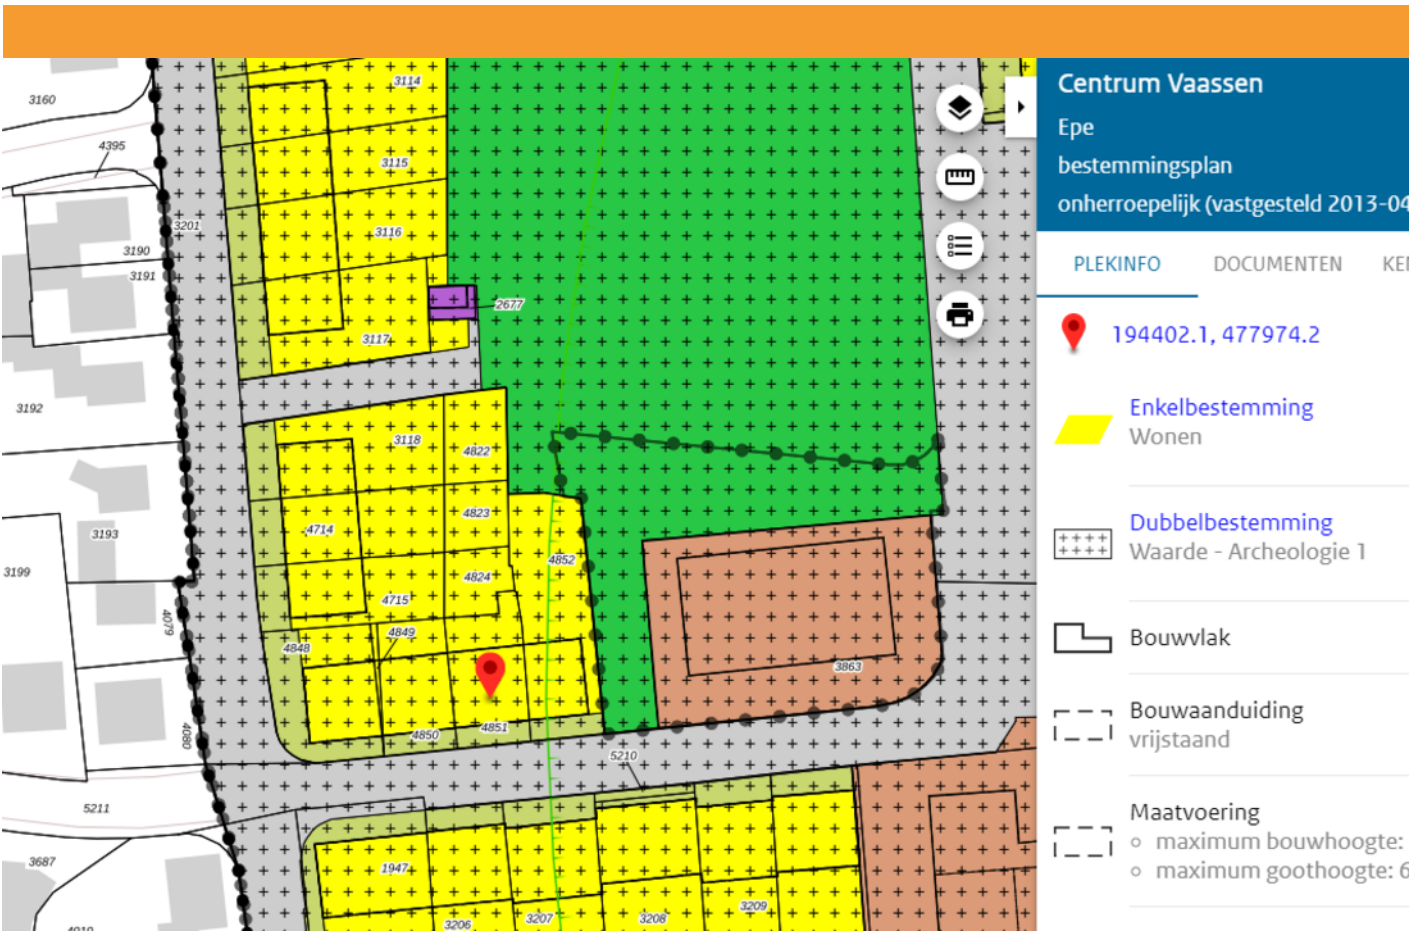 3160
4395
3190
3191
3192
3193
3199
4079
4080
5211
3687
3201
3114
3115
3116
3117
2677
3118
4822
4714
4823
4852
4824
4715
4849
4848
3863
4851
4850
5210
1947
3206
3207
3208
3209
Centrum Vaassen
Epe
bestemmingsplan
onherroepelijk (vastgesteld 2013-04
PLEKINFO DOCUMENTEN KE
194402.1, 477974.2
Enkelbestemming
Wonen
Dubbelbestemming
Waarde - Archeologie 1
Bouwvlak
Bouwaanduiding
vrijstaand
Maatvoering
maximum bouwhoogte:
maximum goothoogte: 6